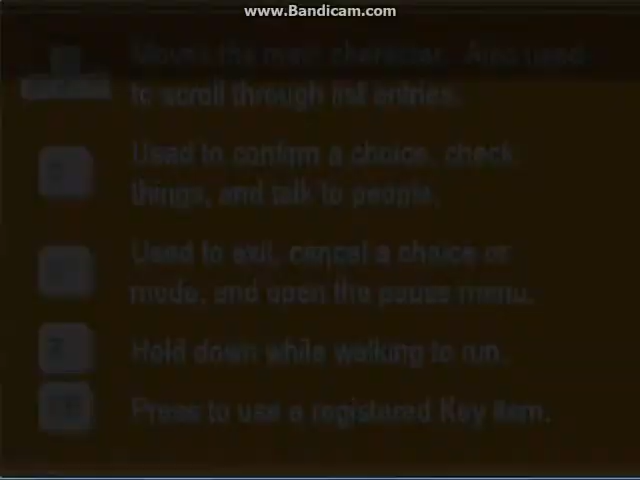 www.Bandicam.com
Moves the main character. Also used
to scroll through list entries.
Used to confirm a choice, check
things, and talk to people.
Used to exit, cancel a choice or
mode, and open the pause menu.
Hold down while walking to run.
Press to use a registered Key Item.